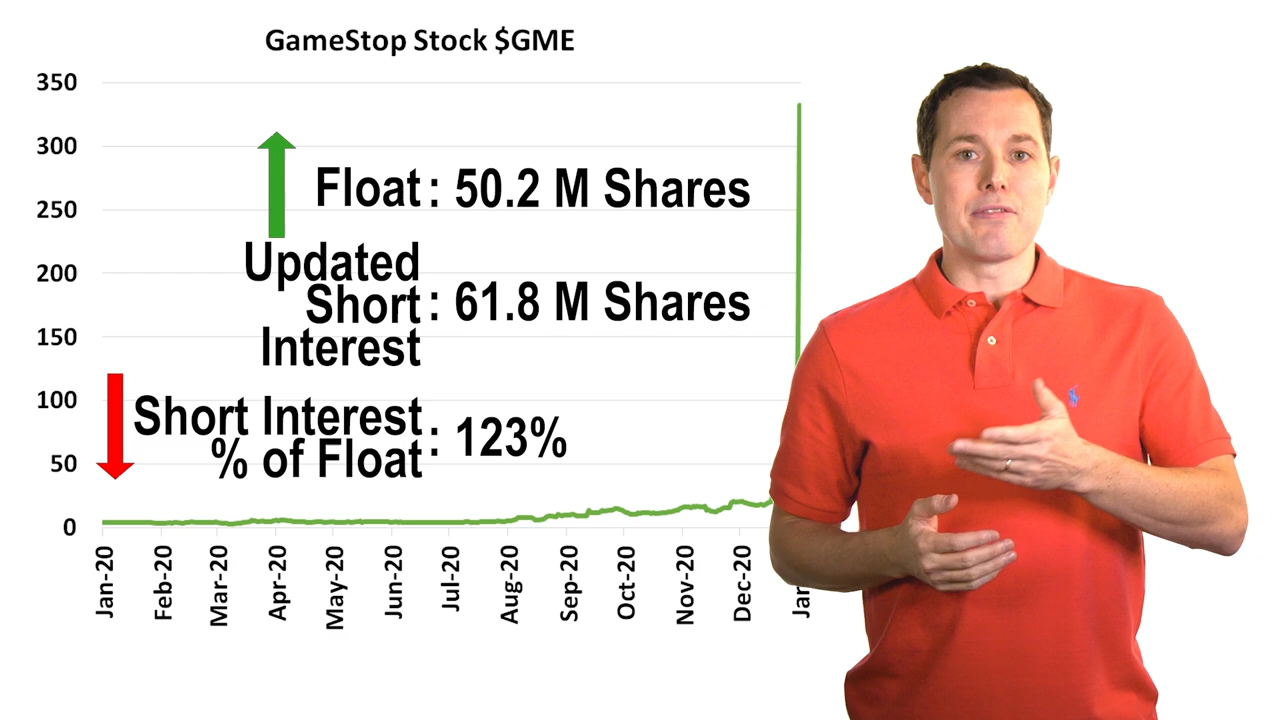 GameStop Stock $GME
350
300
250
200
150
100
50
0
Float : 50.2 M Shares
Updated
Short : 61.8 M Shares
Interest
Short Interest
% of Float : 123%
Jan-20
Feb-20
Mar-20
Apr-20
May-20
Jun-20
Jul-20
Aug-20
Sep-20
Oct-20
Nov-20
Dec-20
Jan